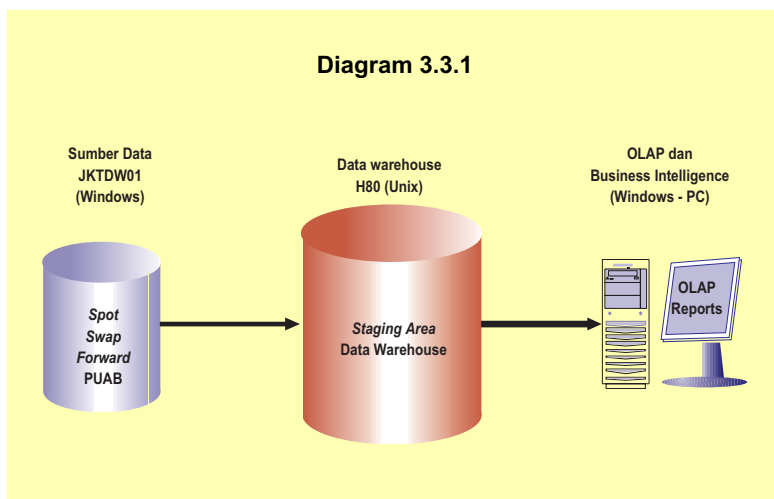 Diagram 3.3.1
Sumber Data
JKTDW01
(Windows)
Data warehouse
H80 (Unix)
OLAP dan
Business Intelligence
(Windows - PC)
Spot
Swap
Forward
PUAB
Staging Area
Data Warehouse
OLAP
Reports